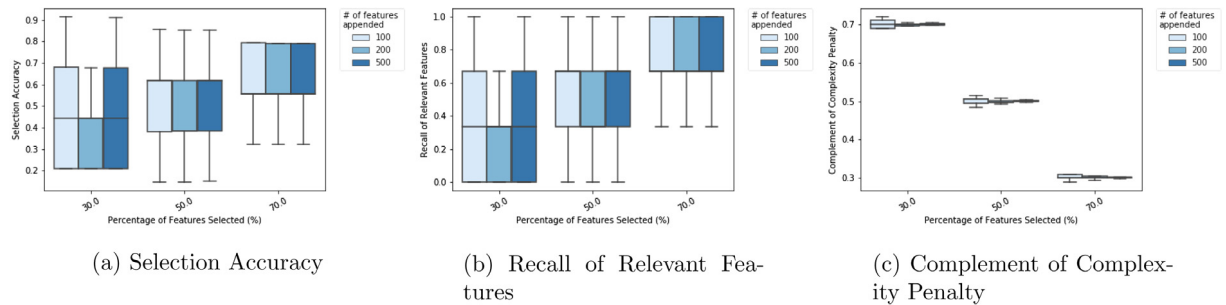 # of features
appended
100
200
500
0.9
0.8
0.7
0.6
0.5
0.4
0.3
0.2
Selection Accuracy
30.0
50.0
70.0
Percentage of Features Selected (%)
(a) Selection Accuracy
# of features
appended
100
200
500
1.0
0.8
0.6
0.4
0.2
0.0
Recall of Relevant Features
30.0
50.0
70.0
Percentage of Features Selected (%)
(b) Recall of Relevant Fea-
tures
# of features
appended
100
200
500
0.7
0.6
0.5
0.4
0.3
Complement of Complexity Penalty
30.0
50.0
70.0
Percentage of Features Selected (%)
(c) Complement of Complex-
ity Penalty